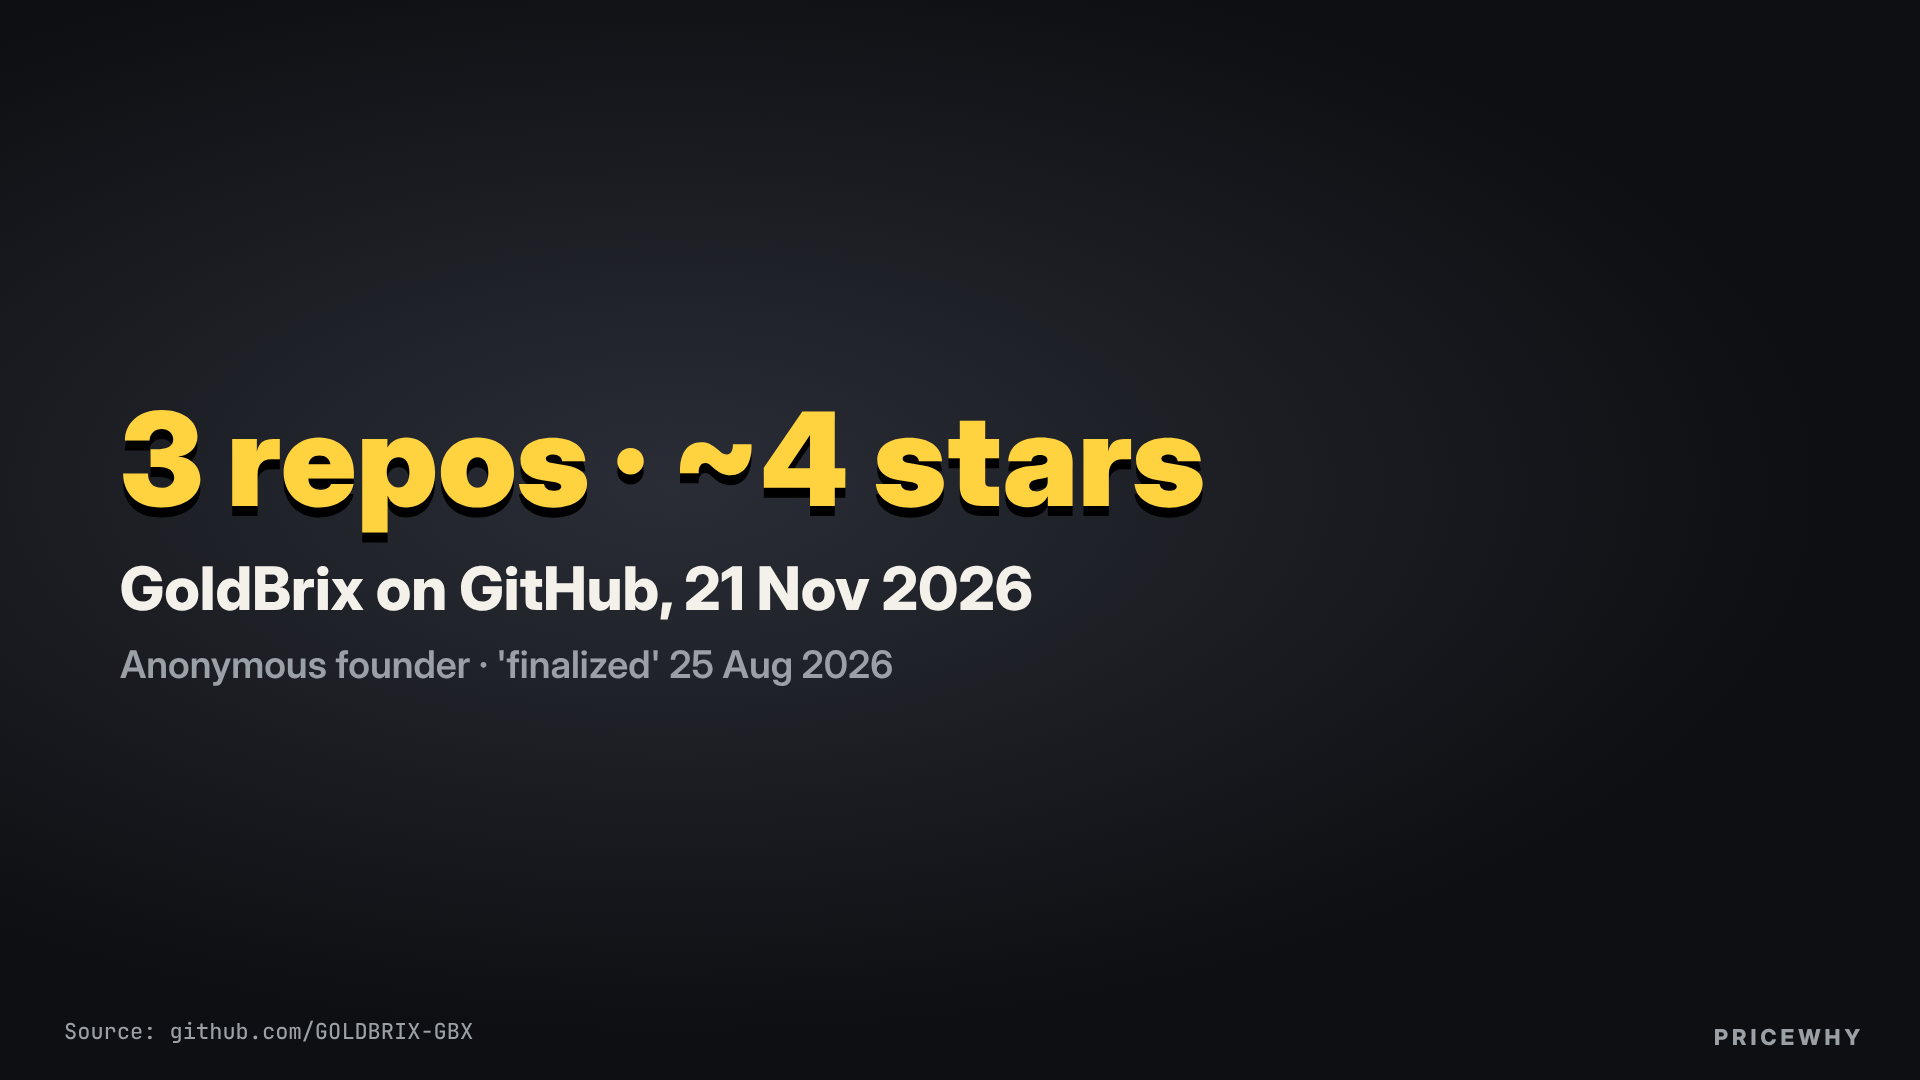 3 repos · ~4 stars
GoldBrix on GitHub, 21 Nov 2026
Anonymous founder · 'finalized' 25 Aug 2026
Source: github.com/GOLDBRIX-GBX
PRICEWHY